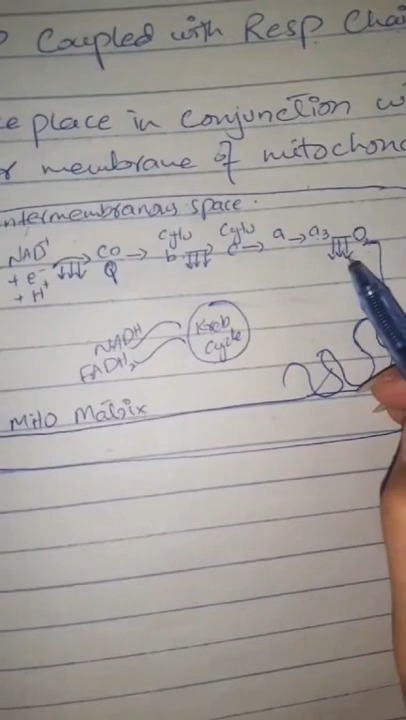 Coupled with Resp Chai
e place in conjunction w
r membrane of mitochon
ntermembranous space.
NAD+ → CO → Cyto → Cyto → a → a3 O2
+ e- Q b c
+ H+
NADH
FADH2
Kreb
Cycle
Mito Matrix